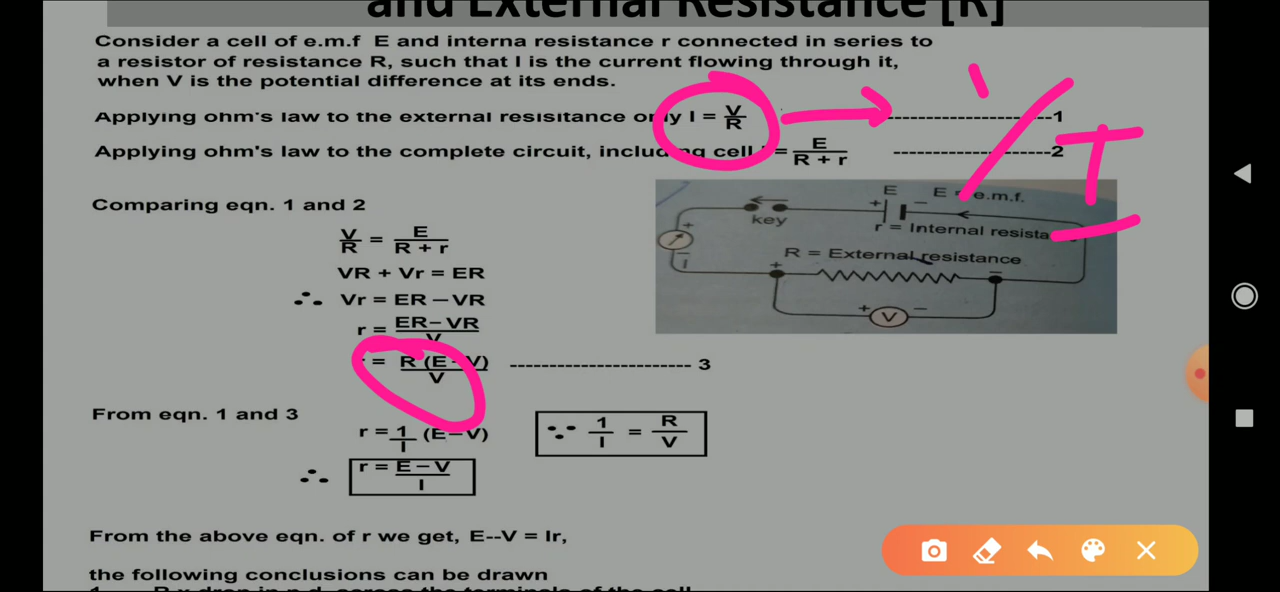 and External Resistance [R]
Consider a cell of e.m.f E and interna resistance r connected in series to
a resistor of resistance R, such that I is the current flowing through it,
when V is the potential difference at its ends.
Applying ohm's law to the external resisitance only I = V/R --------------------1
Applying ohm's law to the complete circuit, including cell I = E/(R + r) --------------------2
1/I
Comparing eqn. 1 and 2
V/R = E/(R + r)
VR + Vr = ER
∴ Vr = ER – VR
r = (ER – VR)/V
r = R (E – V)/V ----------------------- 3
E E = e.m.f.
+ –
key
r = Internal resista
R = External resistance
+ –
+ –
I
+ V –
From eqn. 1 and 3
r = 1/I (E – V) ∵ 1/I = R/V
∴ r = (E – V)/I
From the above eqn. of r we get, E--V = Ir,
the following conclusions can be drawn